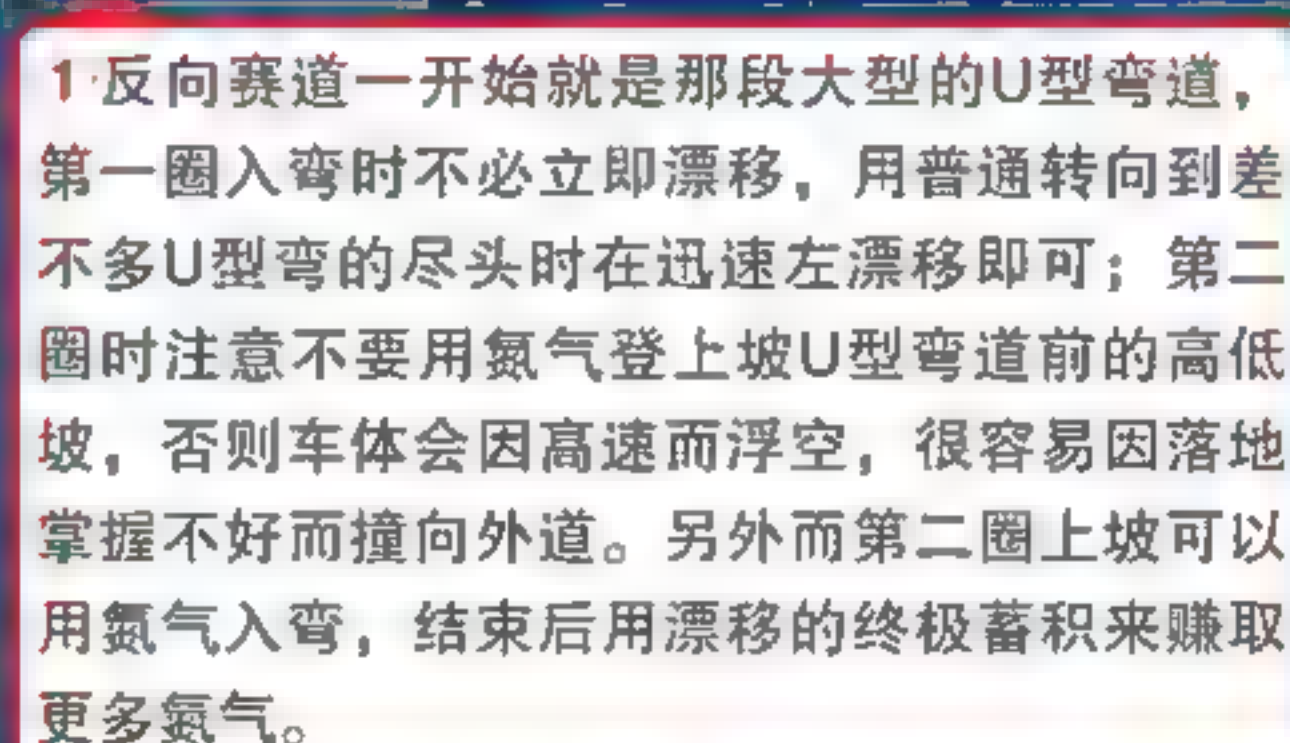 1 反向赛道一开始就是那段大型的U型弯道，
第一圈入弯时不必立即漂移，用普通转向到差
不多U型弯的尽头时在迅速左漂移即可；第二
圈时注意不要用氮气登上坡U型弯道前的高低
坡，否则车体会因高速而浮空，很容易因落地
掌握不好而撞向外道。另外而第二圈上坡可以
用氮气入弯，结束后用漂移的终极蓄积来赚取
更多氮气。